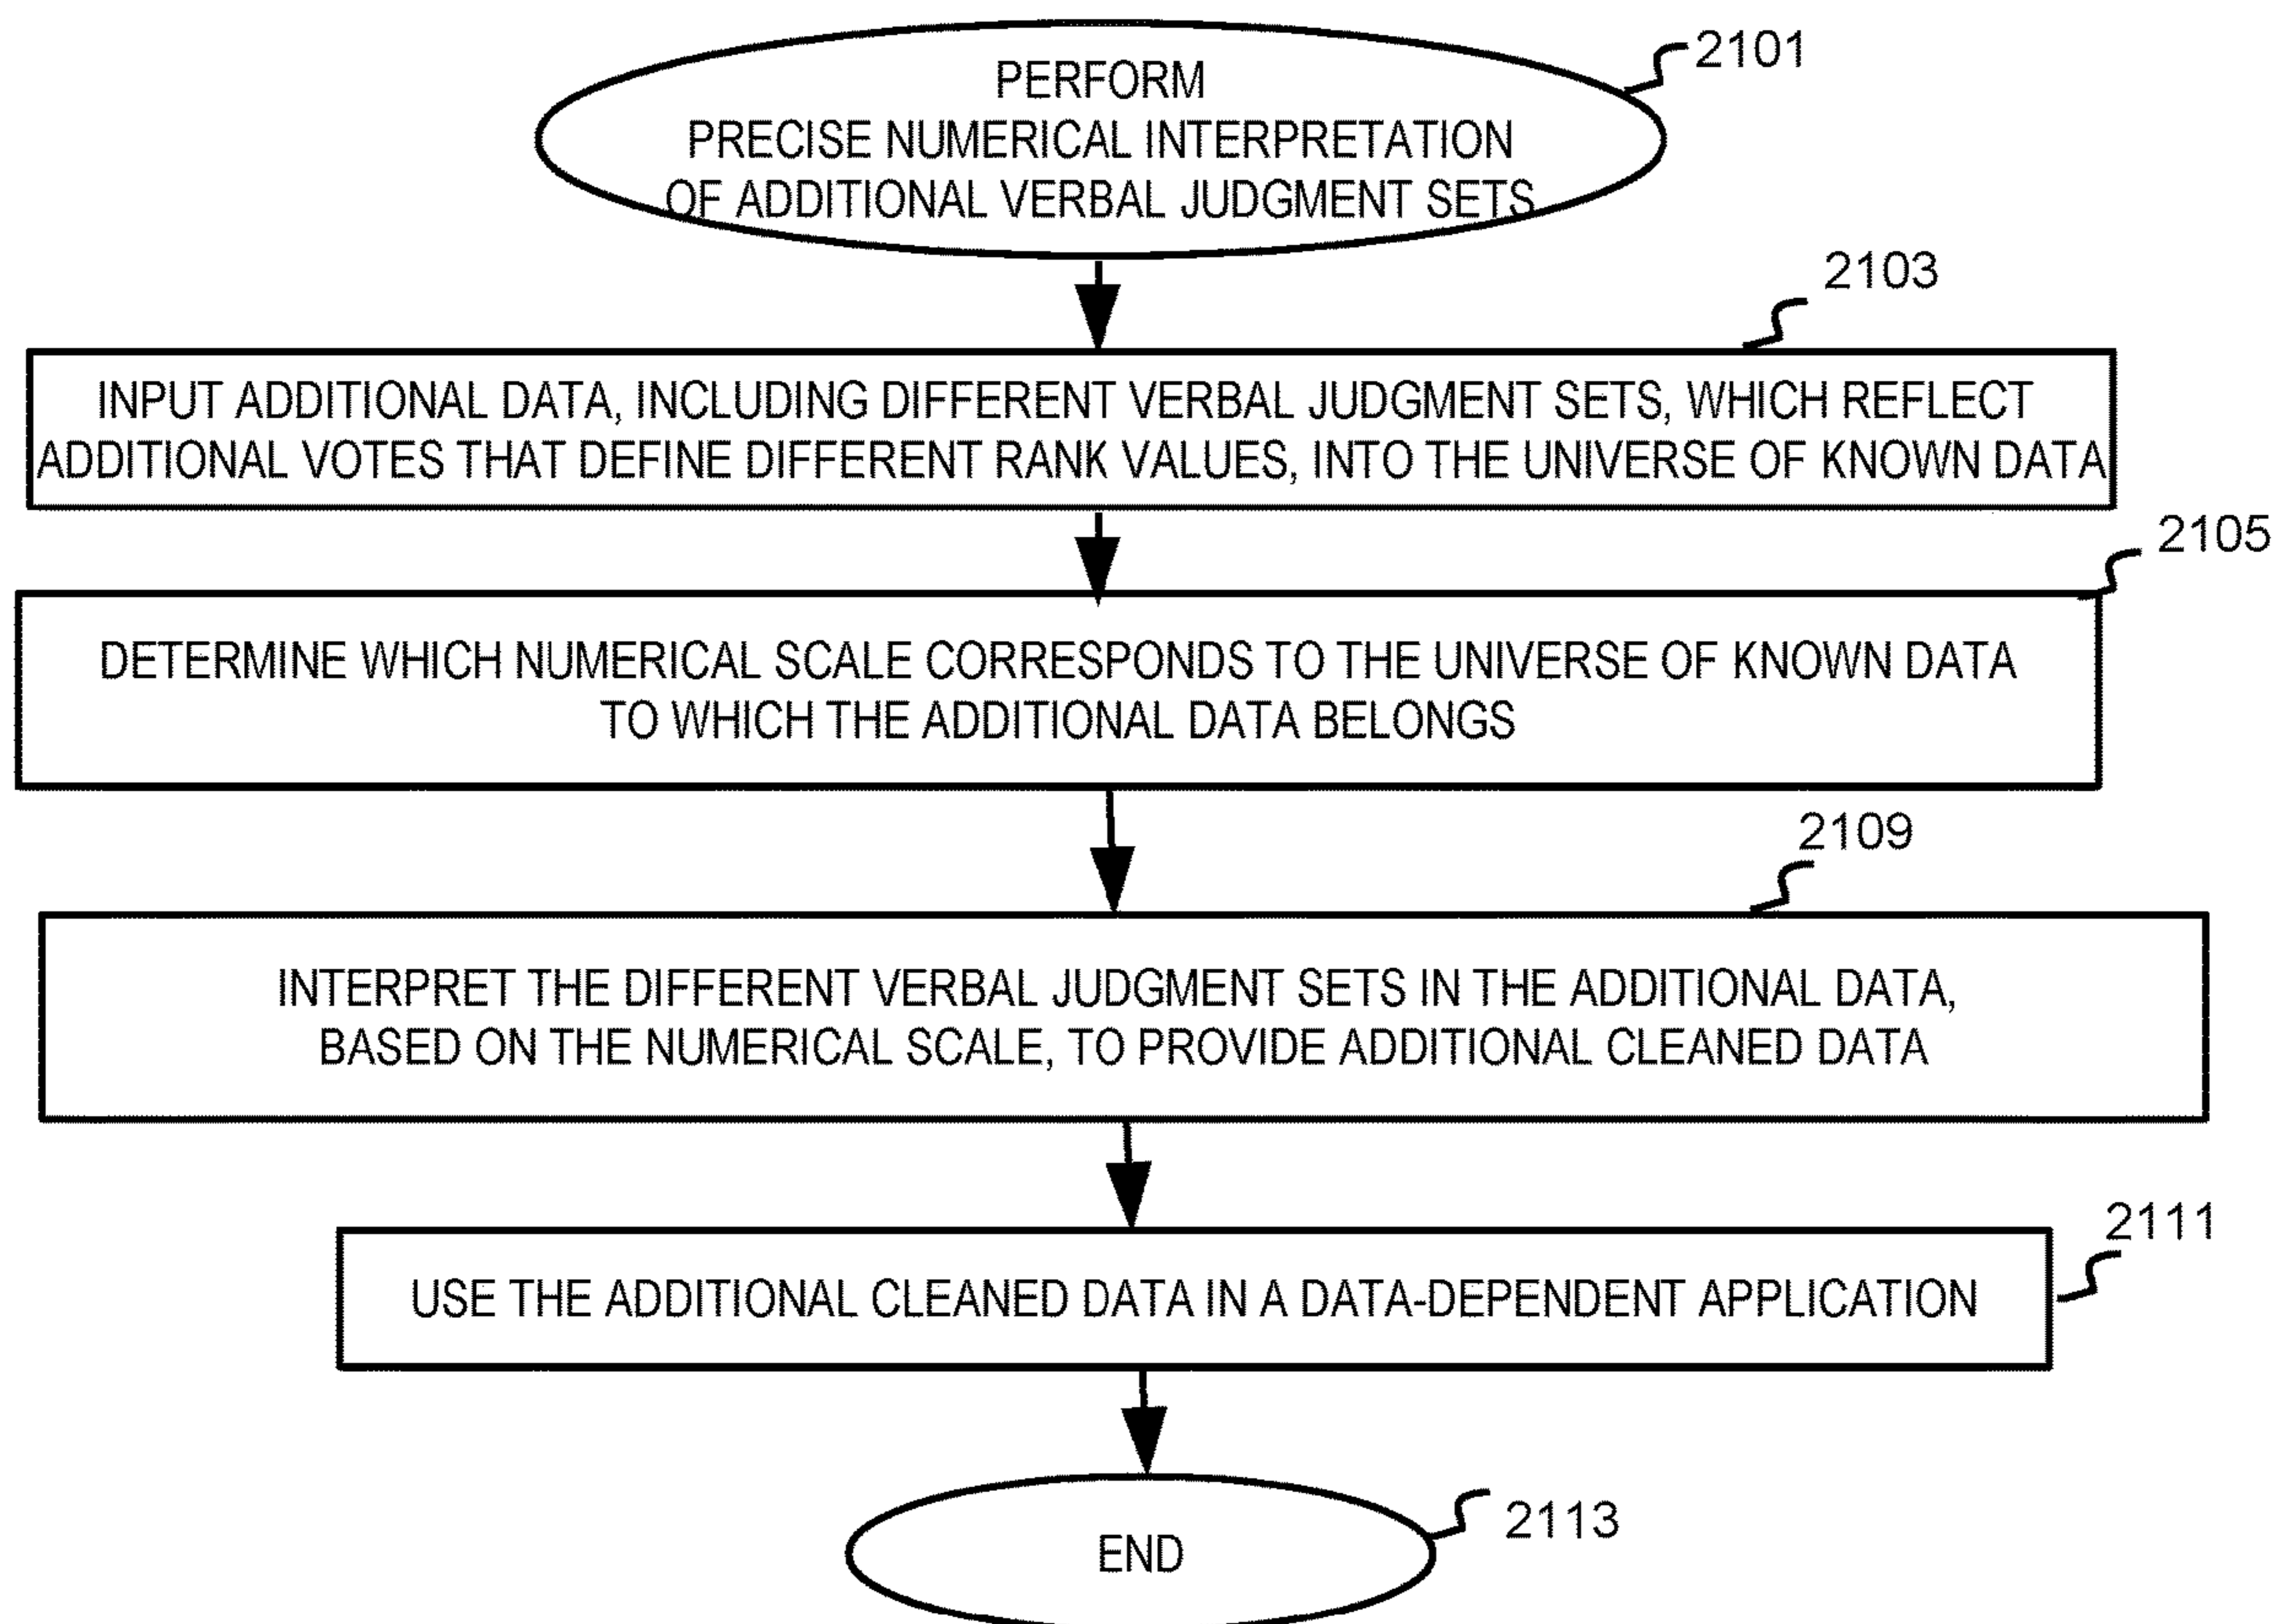 2101
PERFORM
PRECISE NUMERICAL INTERPRETATION
OF ADDITIONAL VERBAL JUDGMENT SETS
2103
INPUT ADDITIONAL DATA, INCLUDING DIFFERENT VERBAL JUDGMENT SETS, WHICH REFLECT
ADDITIONAL VOTES THAT DEFINE DIFFERENT RANK VALUES, INTO THE UNIVERSE OF KNOWN DATA
2105
DETERMINE WHICH NUMERICAL SCALE CORRESPONDS TO THE UNIVERSE OF KNOWN DATA
TO WHICH THE ADDITIONAL DATA BELONGS
2109
INTERPRET THE DIFFERENT VERBAL JUDGMENT SETS IN THE ADDITIONAL DATA,
BASED ON THE NUMERICAL SCALE, TO PROVIDE ADDITIONAL CLEANED DATA
2111
USE THE ADDITIONAL CLEANED DATA IN A DATA-DEPENDENT APPLICATION
2113
END